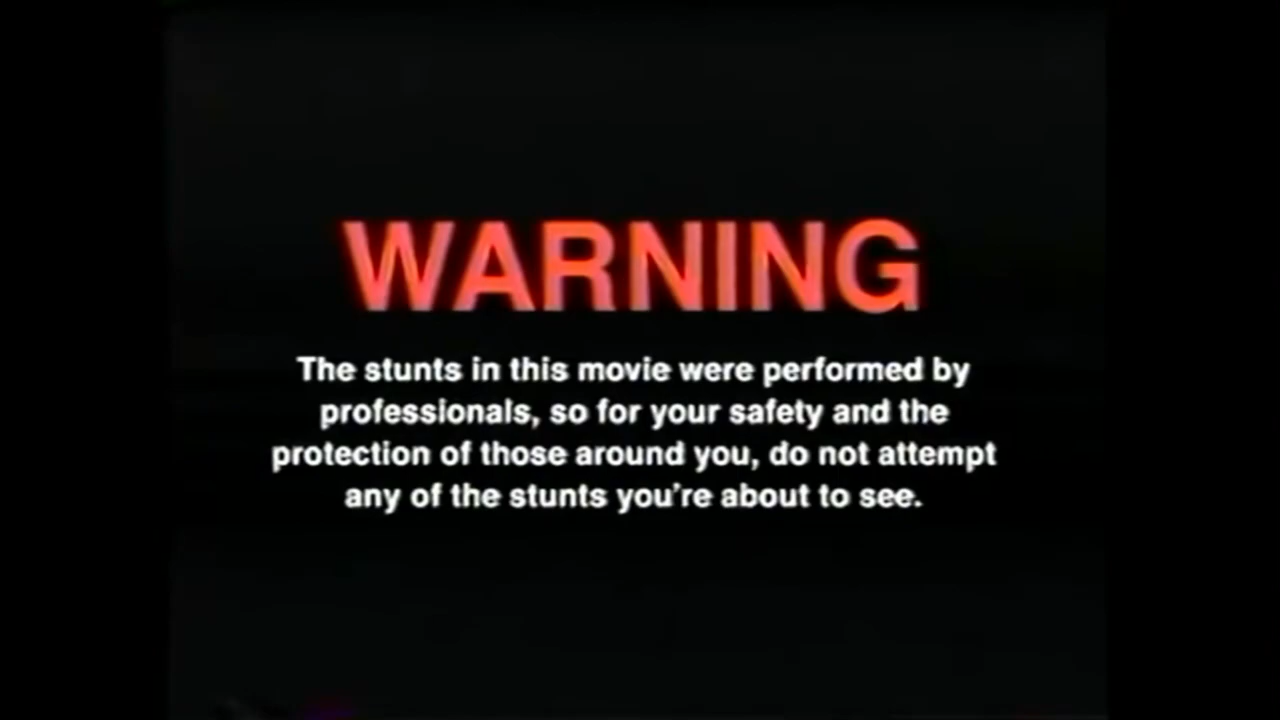 WARNING
The stunts in this movie were performed by
professionals, so for your safety and the
protection of those around you, do not attempt
any of the stunts you're about to see.